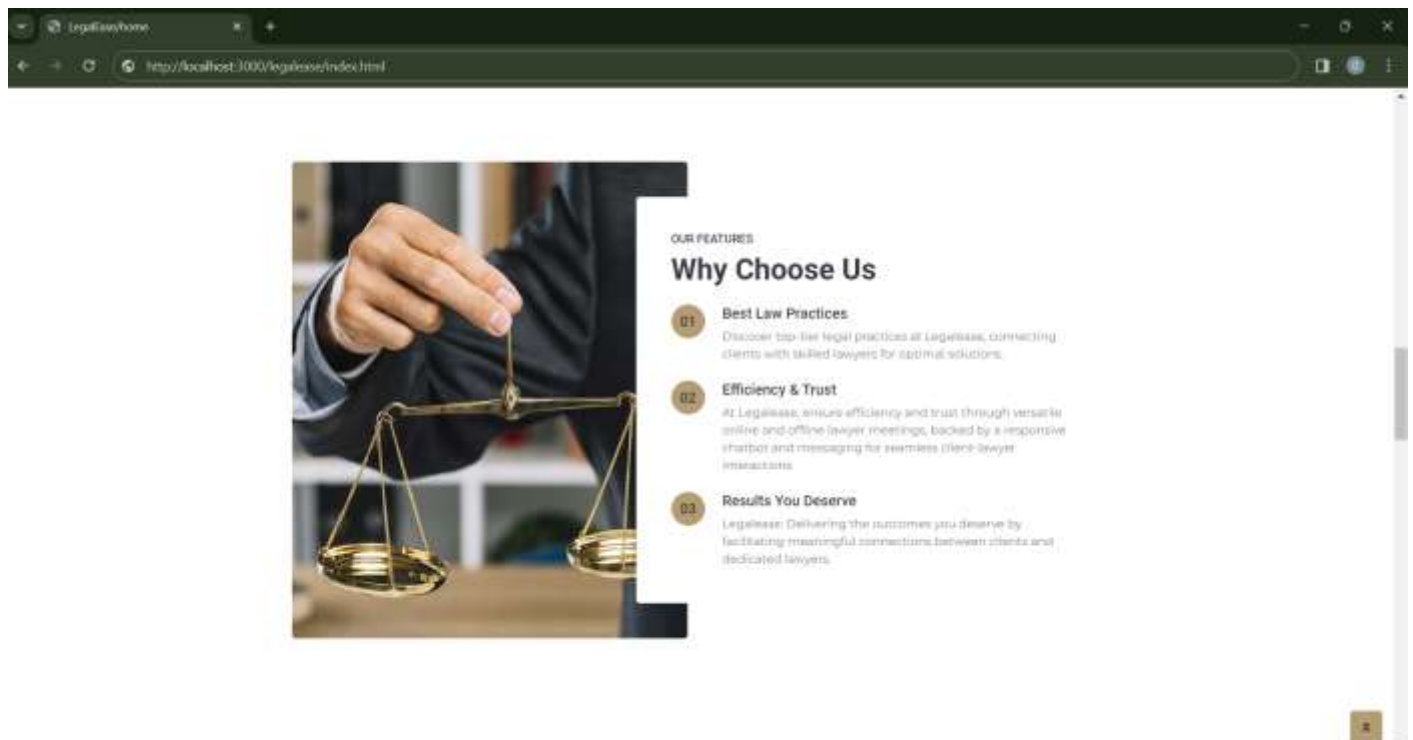 LegalEase/home
http://localhost:3000/legalease/index.html
OUR FEATURES
Why Choose Us
01
Best Law Practices
Discover top-tier legal practices at Legalease, connecting
clients with skilled lawyers for optimal solutions.
02
Efficiency & Trust
At Legalease, ensure efficiency and trust through versatile
online and offline lawyer meetings, backed by a responsive
chatbot and messaging for seamless client-lawyer
interactions
03
Results You Deserve
Legalease: Delivering the outcomes you deserve by
facilitating meaningful connections between clients and
dedicated lawyers.